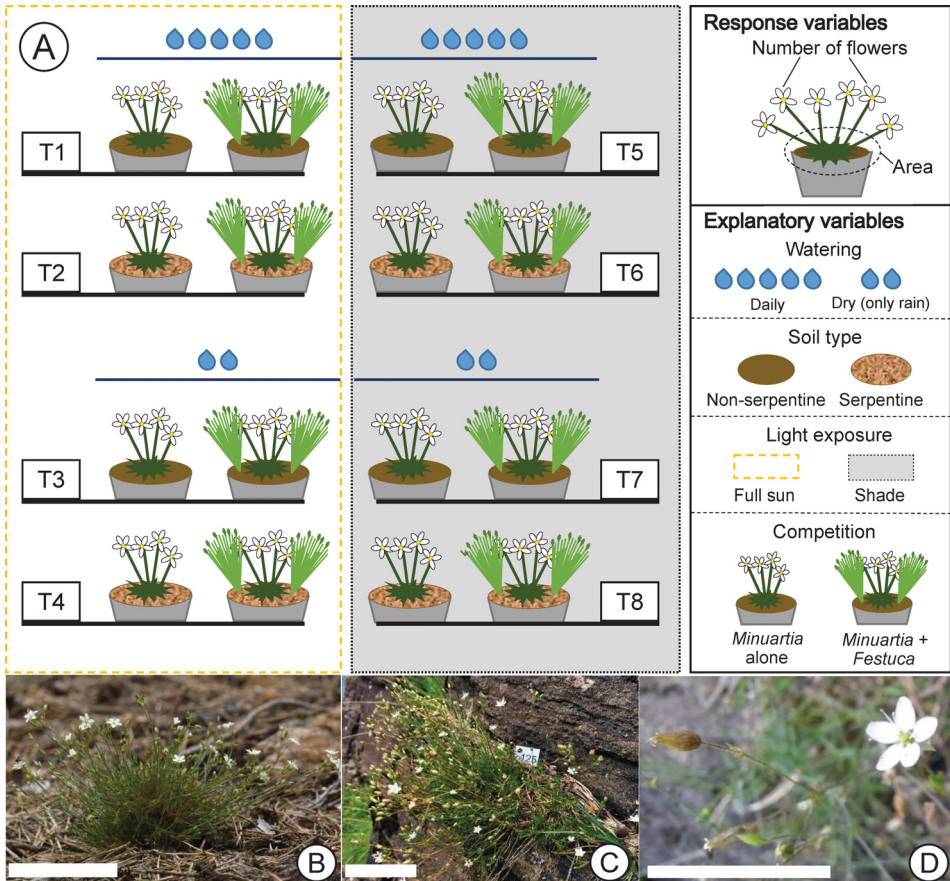 A
T1
T5
T2
T6
T3
T7
T4
T8
Response variables
Number of flowers
Area
Explanatory variables
Watering
Daily
Dry (only rain)
Soil type
Non-serpentine
Serpentine
Light exposure
Full sun
Shade
Competition
Minuartia
alone
Minuartia +
Festuca
B
125
C
D